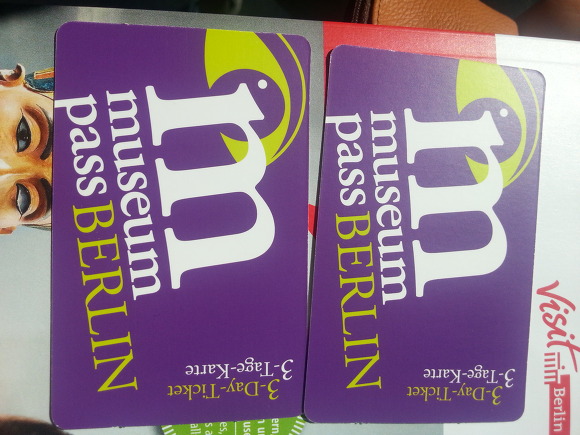 m
museum
pass BERLIN
3-Day-Ticket
3-Tage-Karte
m
museum
pass BERLIN
3-Day-Ticket
3-Tage-Karte
Visit
Berlin